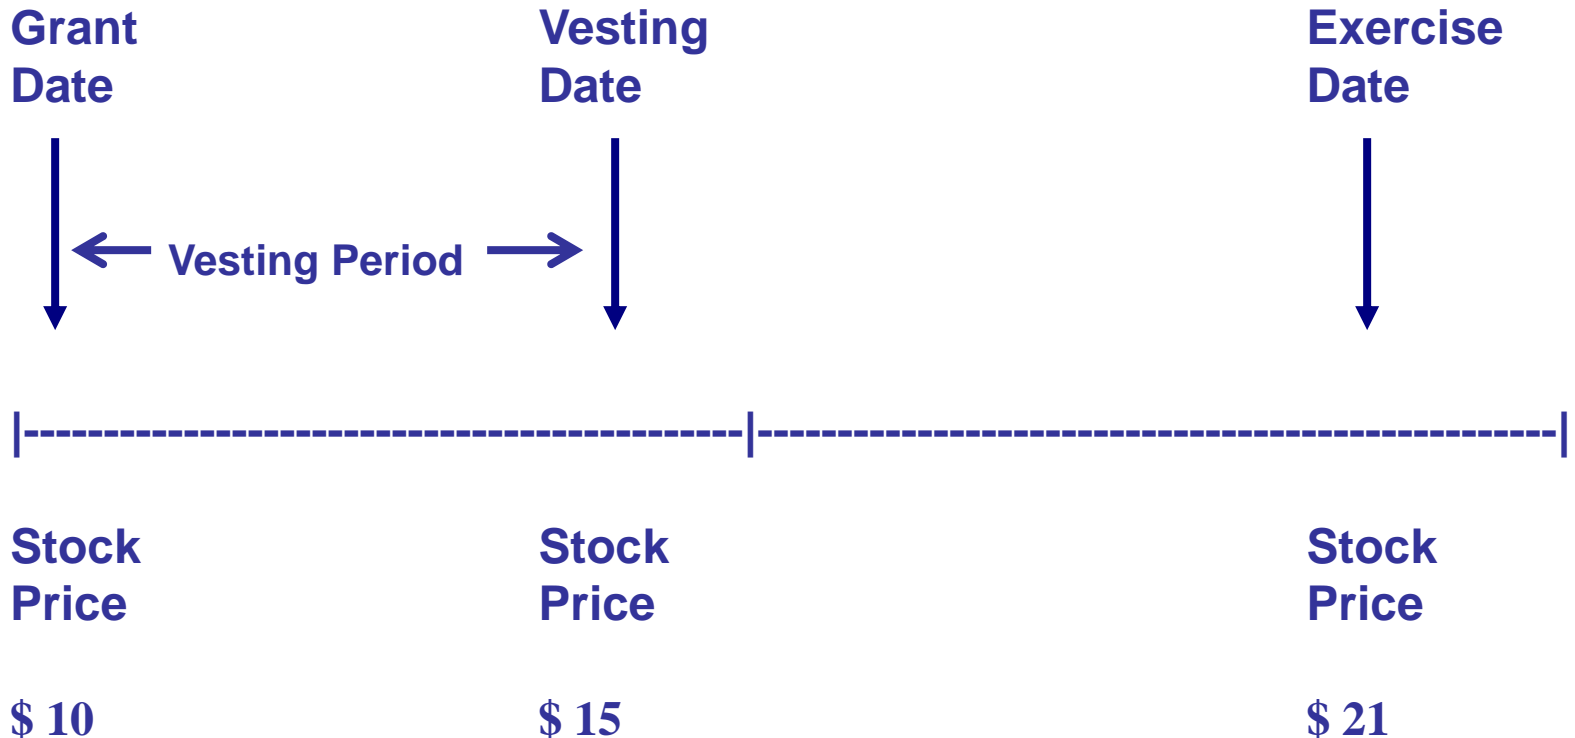 Grant Date
Vesting Date
Exercise Date
Vesting Period
|---------------------------------------------|--------------------------------------------------|
Stock Price
Stock Price
Stock Price
$ 10
$ 15
$ 21